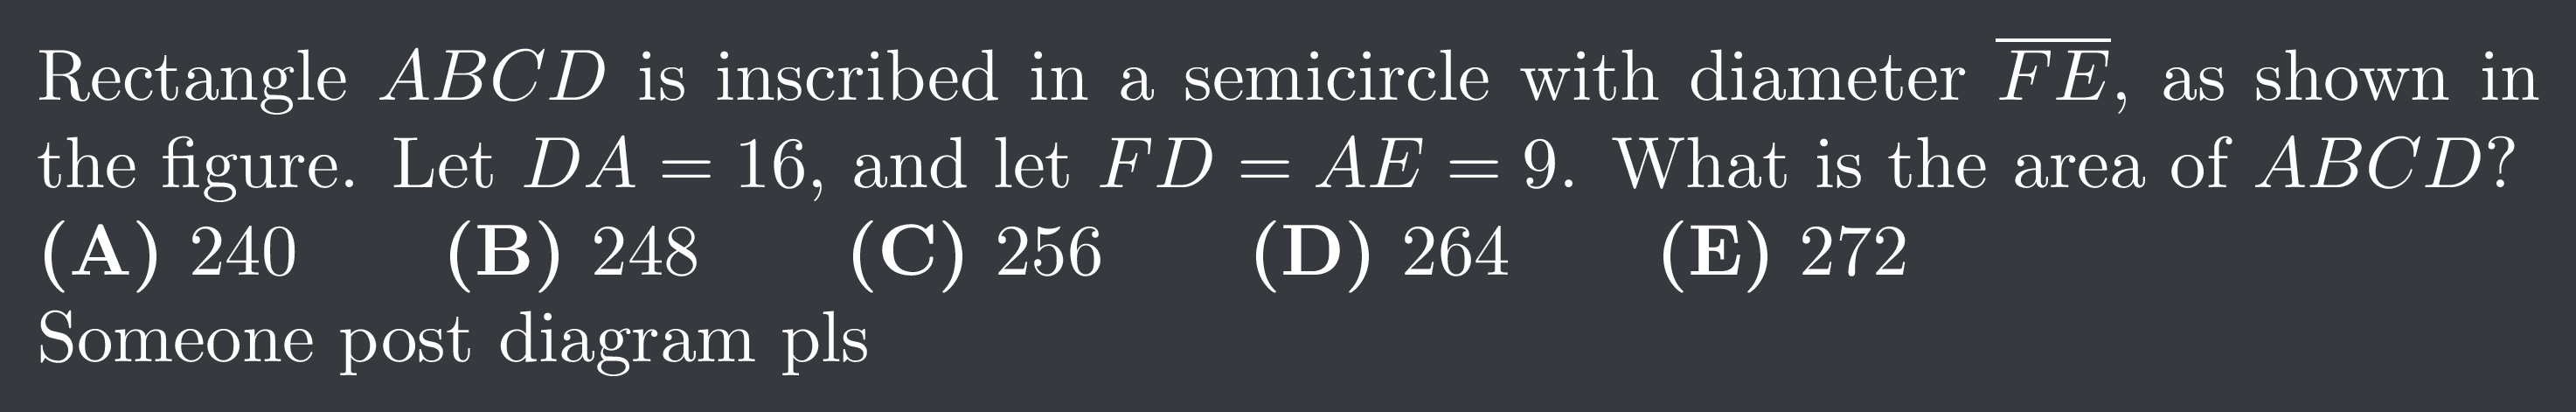 Rectangle $ABCD$ is inscribed in a semicircle with diameter $\overline{FE}$, as shown in
the figure. Let $DA = 16$, and let $FD = AE = 9$. What is the area of $ABCD$?
(A) 240 (B) 248 (C) 256 (D) 264 (E) 272
Someone post diagram pls